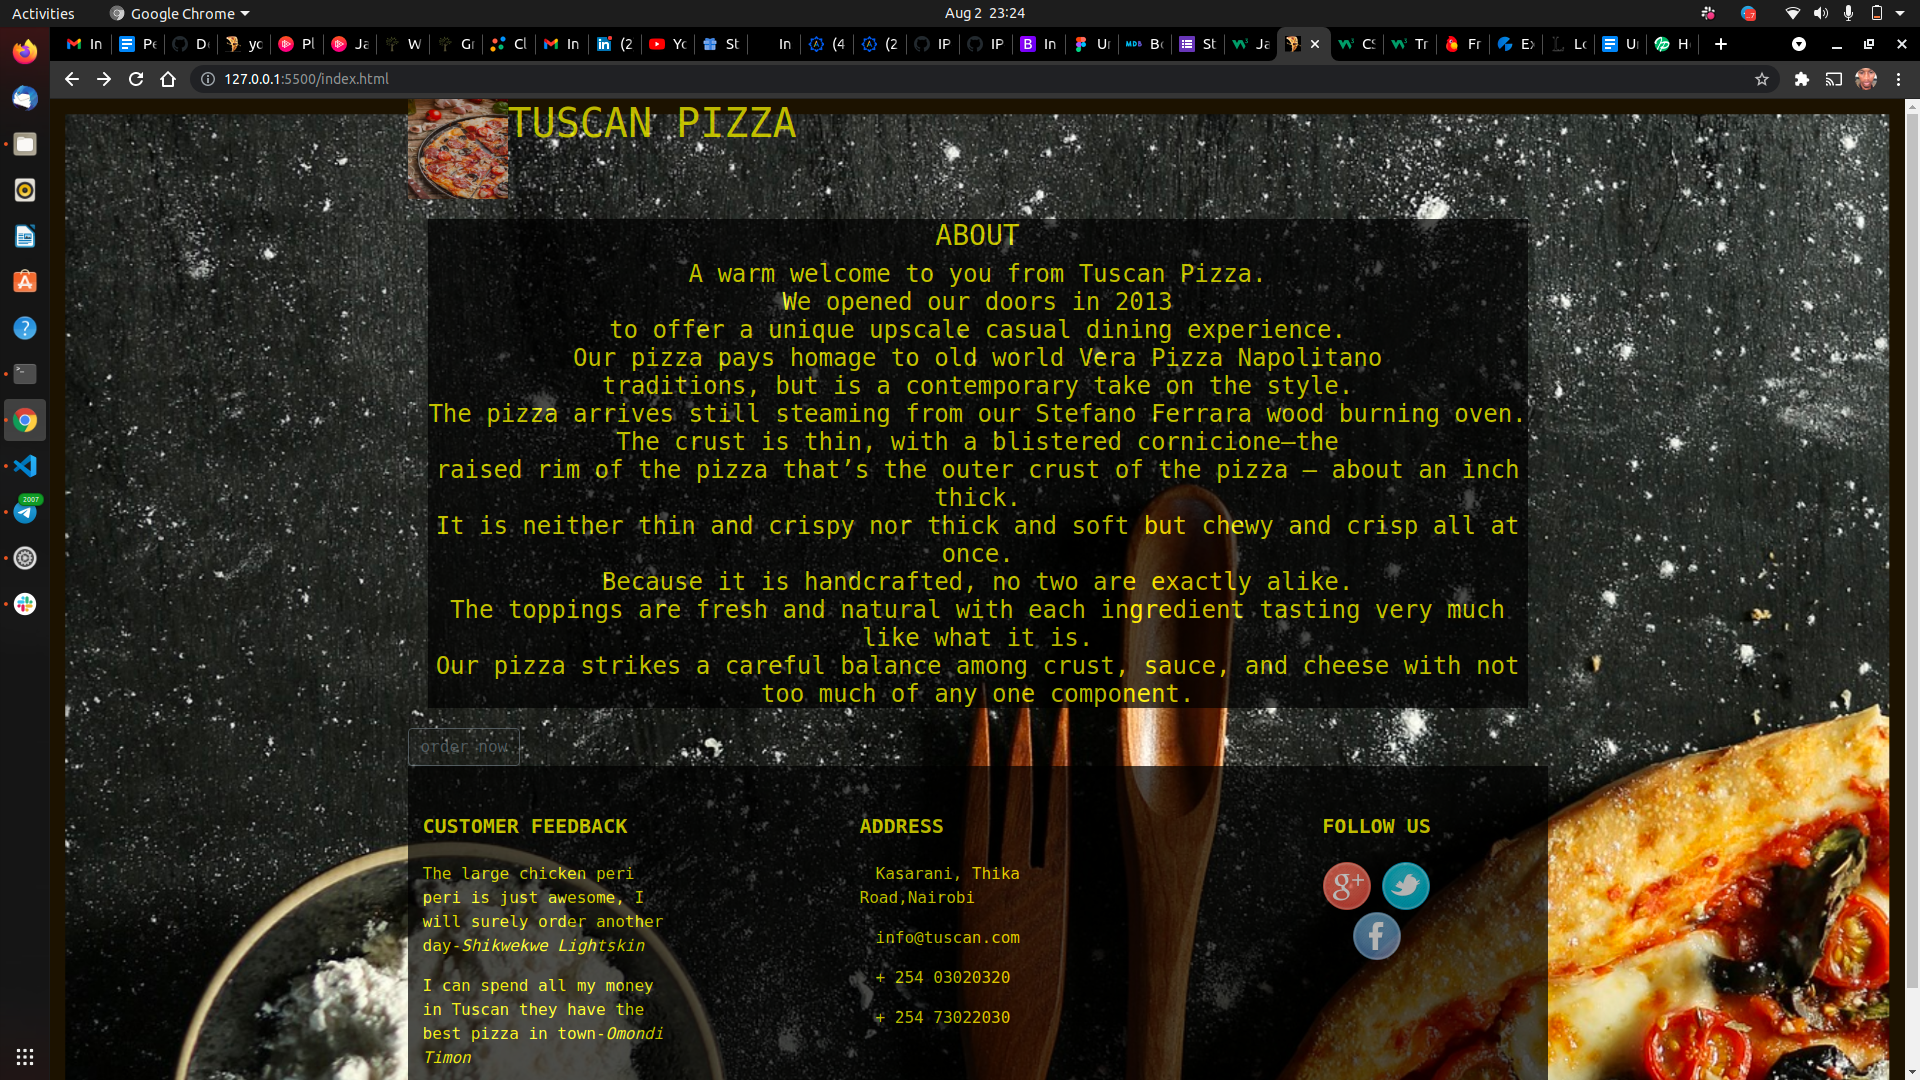 Activities
Google Chrome
Aug 2 23:24
In
Pe
D
yo
Pl
Ja
W
Gr
Cl
In
(2
Yo
St
In
(4
(2
IP
IP
In
Ur
Bo
St
Ja
CS
Tr
Fr
Ex
Lo
Ur
H
127.0.0.1:5500/index.html
TUSCAN PIZZA
ABOUT
A warm welcome to you from Tuscan Pizza.
We opened our doors in 2013
to offer a unique upscale casual dining experience.
Our pizza pays homage to old world Vera Pizza Napolitano
traditions, but is a contemporary take on the style.
The pizza arrives still steaming from our Stefano Ferrara wood burning oven.
The crust is thin, with a blistered cornicione—the
raised rim of the pizza that’s the outer crust of the pizza – about an inch
thick.
It is neither thin and crispy nor thick and soft but chewy and crisp all at
once.
Because it is handcrafted, no two are exactly alike.
The toppings are fresh and natural with each ingredient tasting very much
like what it is.
Our pizza strikes a careful balance among crust, sauce, and cheese with not
too much of any one component.
order now
CUSTOMER FEEDBACK
The large chicken peri
peri is just awesome, I
will surely order another
day-Shikwekwe Lightskin
I can spend all my money
in Tuscan they have the
best pizza in town-Omondi
Timon
ADDRESS
Kasarani, Thika
Road,Nairobi
info@tuscan.com
+ 254 03020320
+ 254 73022030
FOLLOW US
g+
f
2007